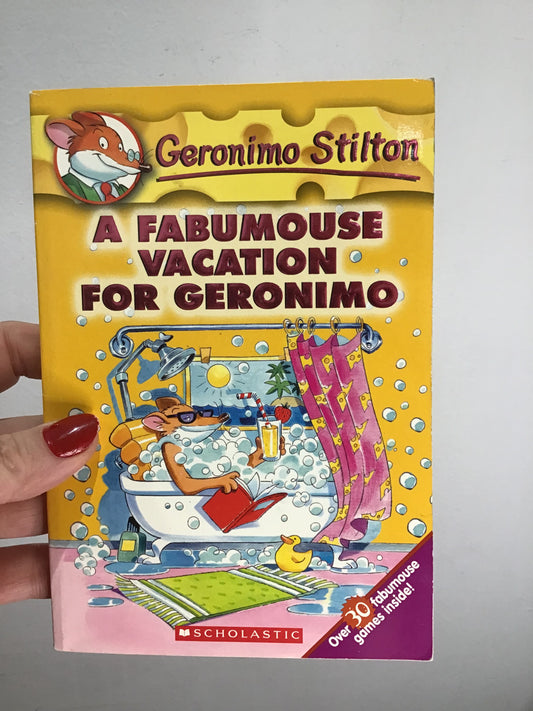 Geronimo Stilton
A FABUMOUSE
VACATION
FOR GERONIMO
Over 30 fabumouse
games inside!
SCHOLASTIC